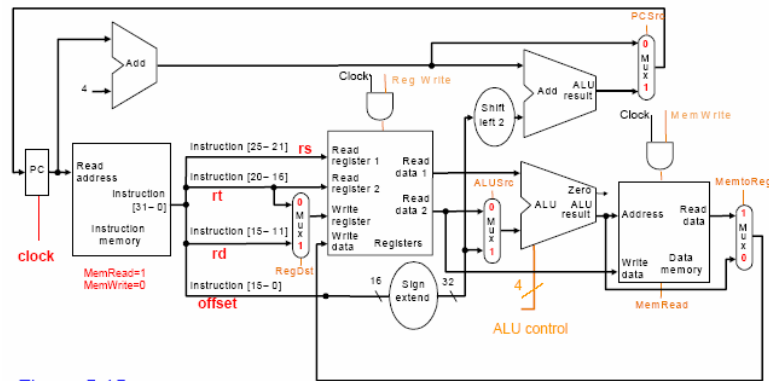 PCSrc
0
M
u
x
1
Add
4
Add
ALU
result
Shift
left 2
Clock
Reg Write
Clock
MemWrite
PC
clock
Read
address
Instruction
[31– 0]
Instruction
memory
MemRead=1
MemWrite=0
Instruction [25– 21] rs
Instruction [20– 16]
rt
Instruction [15– 11]
rd
Instruction [15– 0]
offset
0
M
u
x
1
RegDst
Read
register 1
Read
register 2
Write
register
Write
data
Read
data 1
Read
data 2
Registers
16
Sign
extend
32
ALUSrc
0
M
u
x
1
Zero
ALU
ALU
result
4
ALU control
Address
Write
data
Read
data
Data
memory
MemRead
MemtoReg
1
M
u
x
0